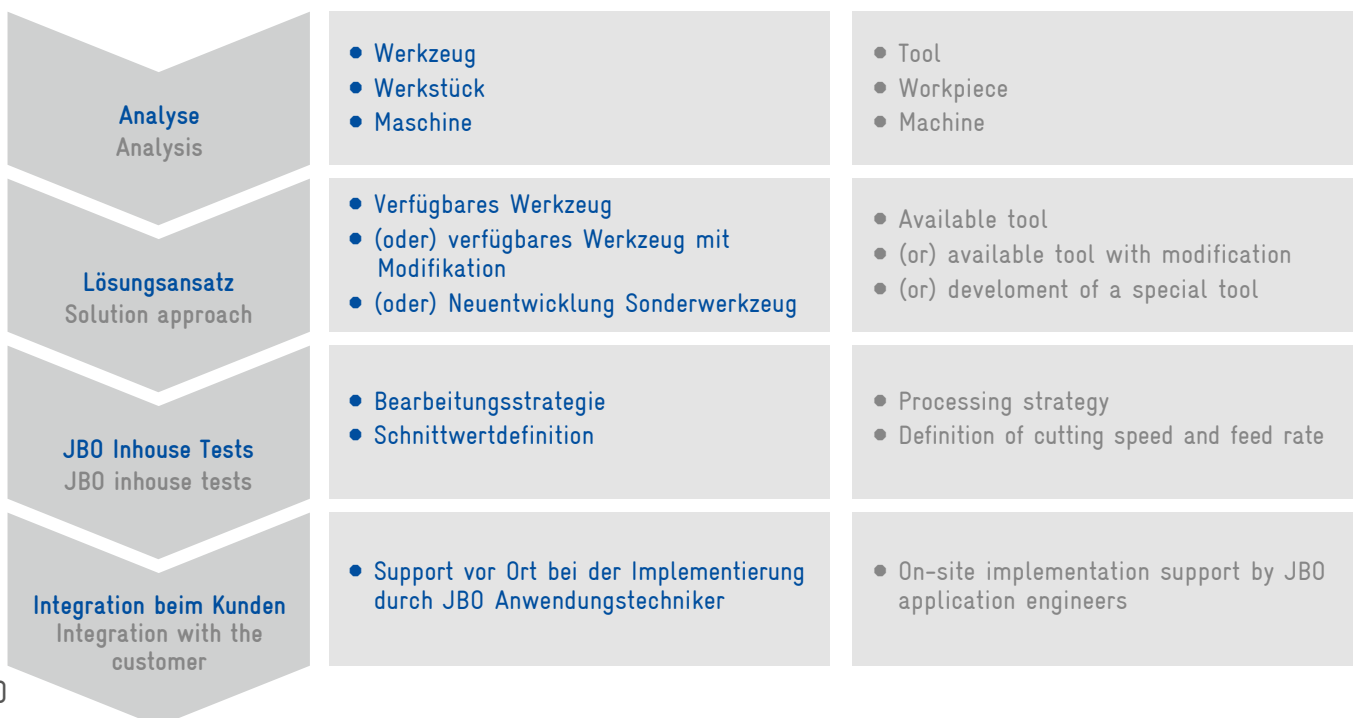 Analyse
Analysis
• Werkzeug
• Werkstück
• Maschine
• Tool
• Workpiece
• Machine
Lösungsansatz
Solution approach
• Verfügbares Werkzeug
• (oder) verfügbares Werkzeug mit
Modifikation
• (oder) Neuentwicklung Sonderwerkzeug
• Available tool
• (or) available tool with modification
• (or) develoment of a special tool
JBO Inhouse Tests
JBO inhouse tests
• Bearbeitungsstrategie
• Schnittwertdefinition
• Processing strategy
• Definition of cutting speed and feed rate
Integration beim Kunden
Integration with the
customer
• Support vor Ort bei der Implementierung
durch JBO Anwendungstechniker
• On-site implementation support by JBO
application engineers